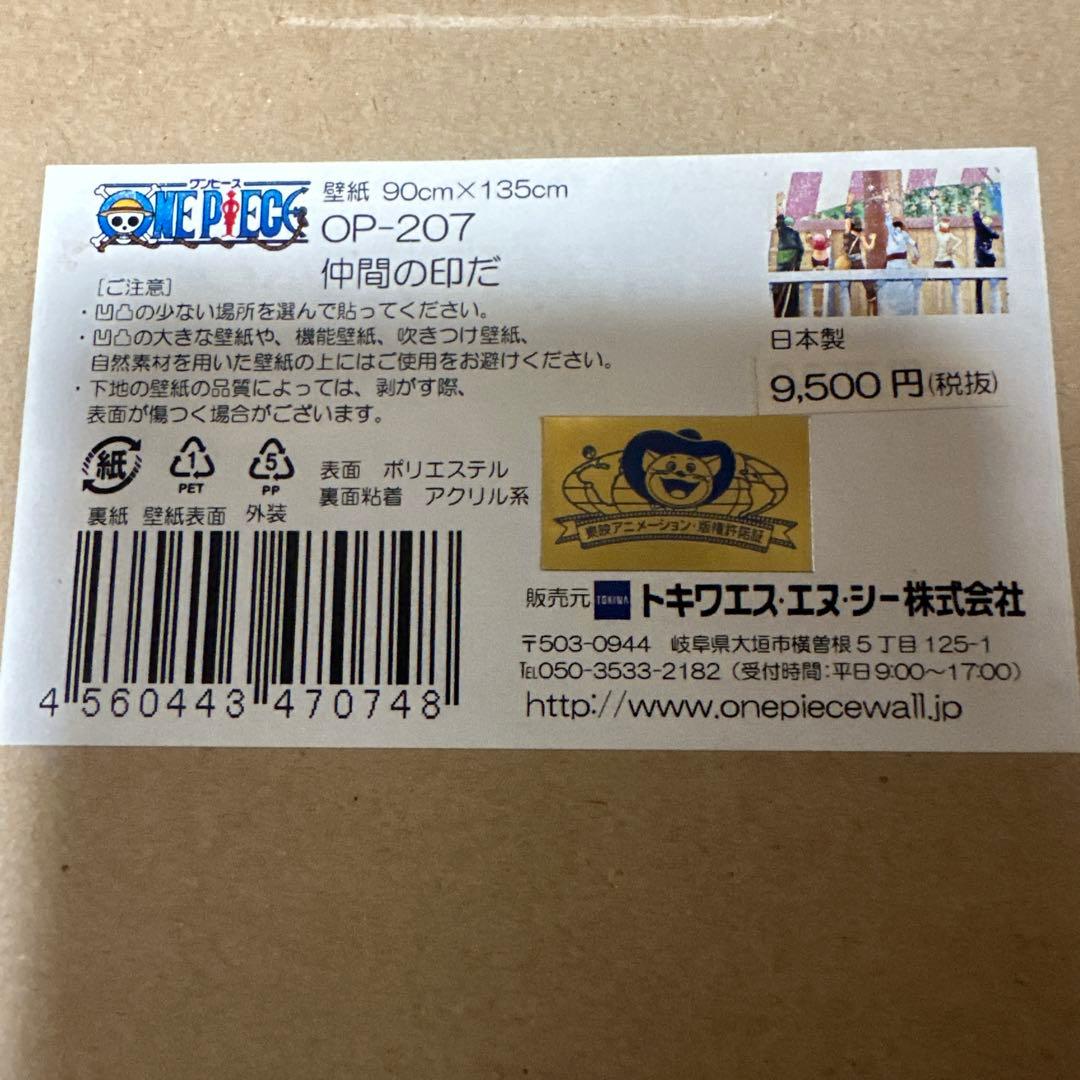 ワンピース
ONE PIECE
壁紙 90cm×135cm
OP-207
仲間の印だ
[ご注意]
・凹凸の少ない場所を選んで貼ってください。
・凹凸の大きな壁紙や、機能壁紙、吹きつけ壁紙、
自然素材を用いた壁紙の上にはご使用をお避けください。
・下地の壁紙の品質によっては、剥がす際、
表面が傷つく場合がございます。
日本製
9,500円(税抜)
紙
裏紙
1
PET
壁紙表面
5
PP
外装
表面 ポリエステル
裏面粘着 アクリル系
東映アニメーション・版権許諾証
4 560443 470748
販売元 TOKIWA トキワエス・エヌ・シー株式会社
〒503-0944 岐阜県大垣市横曽根5丁目125-1
TEL050-3533-2182（受付時間：平日9:00～17:00）
http://www.onepiecewall.jp